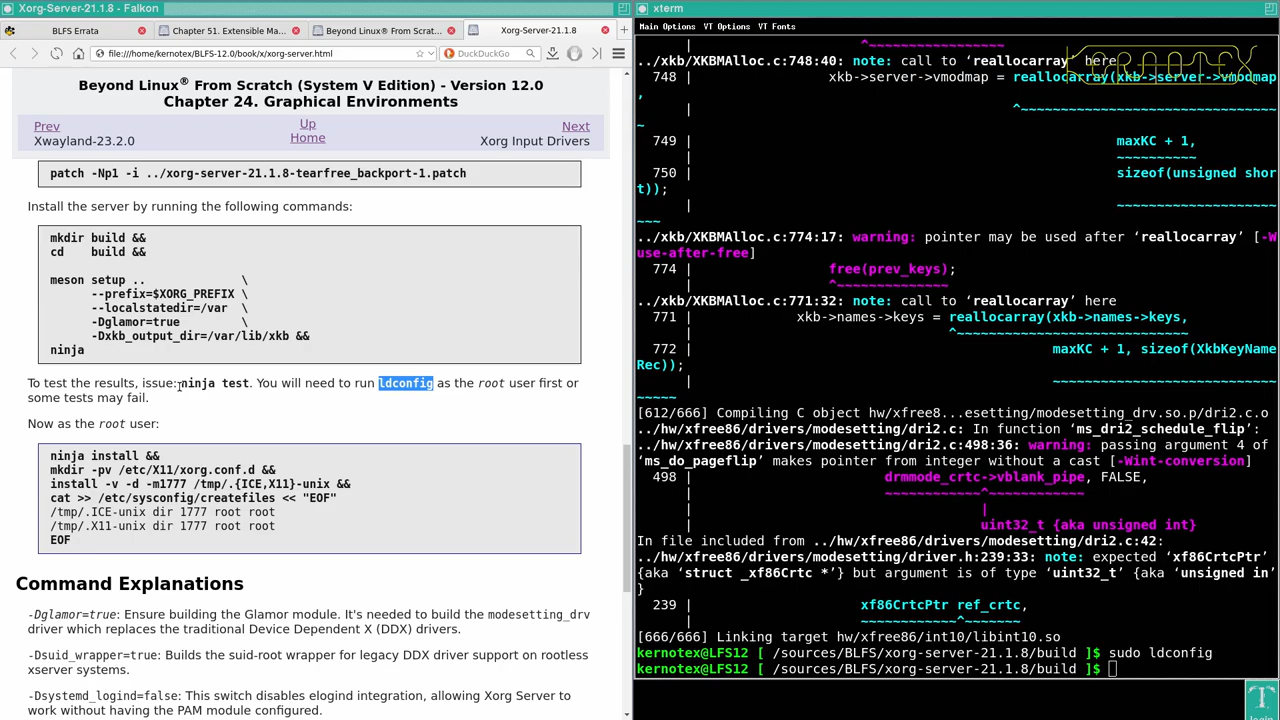 Xorg-Server-21.1.8 - Falkon
BLFS Data
Chapter 51. Extensible Ma...
Beyond Linux® From Scrat...
Xorg-Server-21.1.8
file:///home/kernotex/BLFS-12.0/book/x/xorg-server.html
DuckDuckGo
Beyond Linux® From Scratch (System V Edition) - Version 12.0
Chapter 24. Graphical Environments
Prev Up Next
Xwayland-23.2.0 Home Xorg Input Drivers
patch -Np1 -i ../xorg-server-21.1.8-tearfree_backport-1.patch
Install the server by running the following commands:
mkdir build &&
cd    build &&
meson setup ..              \
      --prefix=$XORG_PREFIX \
      --localstatedir=/var  \
      -Dglamor=true         \
      -Dxkb_output_dir=/var/lib/xkb &&
ninja
To test the results, issue: ninja test. You will need to run ldconfig as the root user first or
some tests may fail.
Now as the root user:
ninja install &&
mkdir -pv /etc/X11/xorg.conf.d &&
install -v -d -m1777 /tmp/.{ICE,X11}-unix &&
cat >> /etc/sysconfig/createfiles << "EOF"
/tmp/.ICE-unix dir 1777 root root
/tmp/.X11-unix dir 1777 root root
EOF
Command Explanations
-Dglamor=true: Ensure building the Glamor module. It's needed to build the modesetting_drv
driver which replaces the traditional Device Dependent X (DDX) drivers.
-Dsuid_wrapper=true: Builds the suid-root wrapper for legacy DDX driver support on rootless
xserver systems.
-Dsystemd_logind=false: This switch disables elogind integration, allowing Xorg Server to
work without having the PAM module configured.
xterm
Main Options VT Options VT Fonts
KERNOTEX
|                     ^~~~~~~~~~~~~~~~~~
../xkb/XKBMAlloc.c:748:40: note: call to ‘reallocarray’ here
748 |                 xkb->server->vmodmap = reallocarray(xkb->server->vmodmap
,
|                                        ^~~~~~~~~~~~~~~~~~~~~~~~~~~~~~~~~
~
749 |                                                     maxKC + 1,
|                                                     ~~~~~~~~~~
750 |                                                     sizeof(unsigned shor
t));
|                                                     ~~~~~~~~~~~~~~~~~~~~
~~~
../xkb/XKBMAlloc.c:774:17: warning: pointer may be used after ‘reallocarray’ [-W
use-after-free]
774 |                 free(prev_keys);
|                 ^~~~~~~~~~~~~~~
../xkb/XKBMAlloc.c:771:32: note: call to ‘reallocarray’ here
771 |             xkb->names->keys = reallocarray(xkb->names->keys,
|                                ^~~~~~~~~~~~~~~~~~~~~~~~~~~~~~
772 |                                             maxKC + 1, sizeof(XkbKeyName
Rec));
|                                             ~~~~~~~~~~~~~~~~~~~~~~~~~~~~
~~~~~
[612/666] Compiling C object hw/xfree8...esetting/modesetting_drv.so.p/dri2.c.o
../hw/xfree86/drivers/modesetting/dri2.c: In function ‘ms_dri2_schedule_flip’:
../hw/xfree86/drivers/modesetting/dri2.c:498:36: warning: passing argument 4 of
‘ms_do_pageflip’ makes pointer from integer without a cast [-Wint-conversion]
498 |                        drmmode_crtc->vblank_pipe, FALSE,
|                        ~~~~~~~~~~~~^~~~~~~~~~~~~
|                                    |
|                                    uint32_t {aka unsigned int}
In file included from ../hw/xfree86/drivers/modesetting/dri2.c:42:
../hw/xfree86/drivers/modesetting/driver.h:239:33: note: expected ‘xf86CrtcPtr’
{aka ‘struct _xf86Crtc *’} but argument is of type ‘uint32_t’ {aka ‘unsigned in’
}
239 |                     xf86CrtcPtr ref_crtc,
|                     ~~~~~~~~~~~~^~~~~~~~
[666/666] Linking target hw/xfree86/int10/libint10.so
kernotex@LFS12 [ /sources/BLFS/xorg-server-21.1.8/build ]$ sudo ldconfig
kernotex@LFS12 [ /sources/BLFS/xorg-server-21.1.8/build ]$
T
login